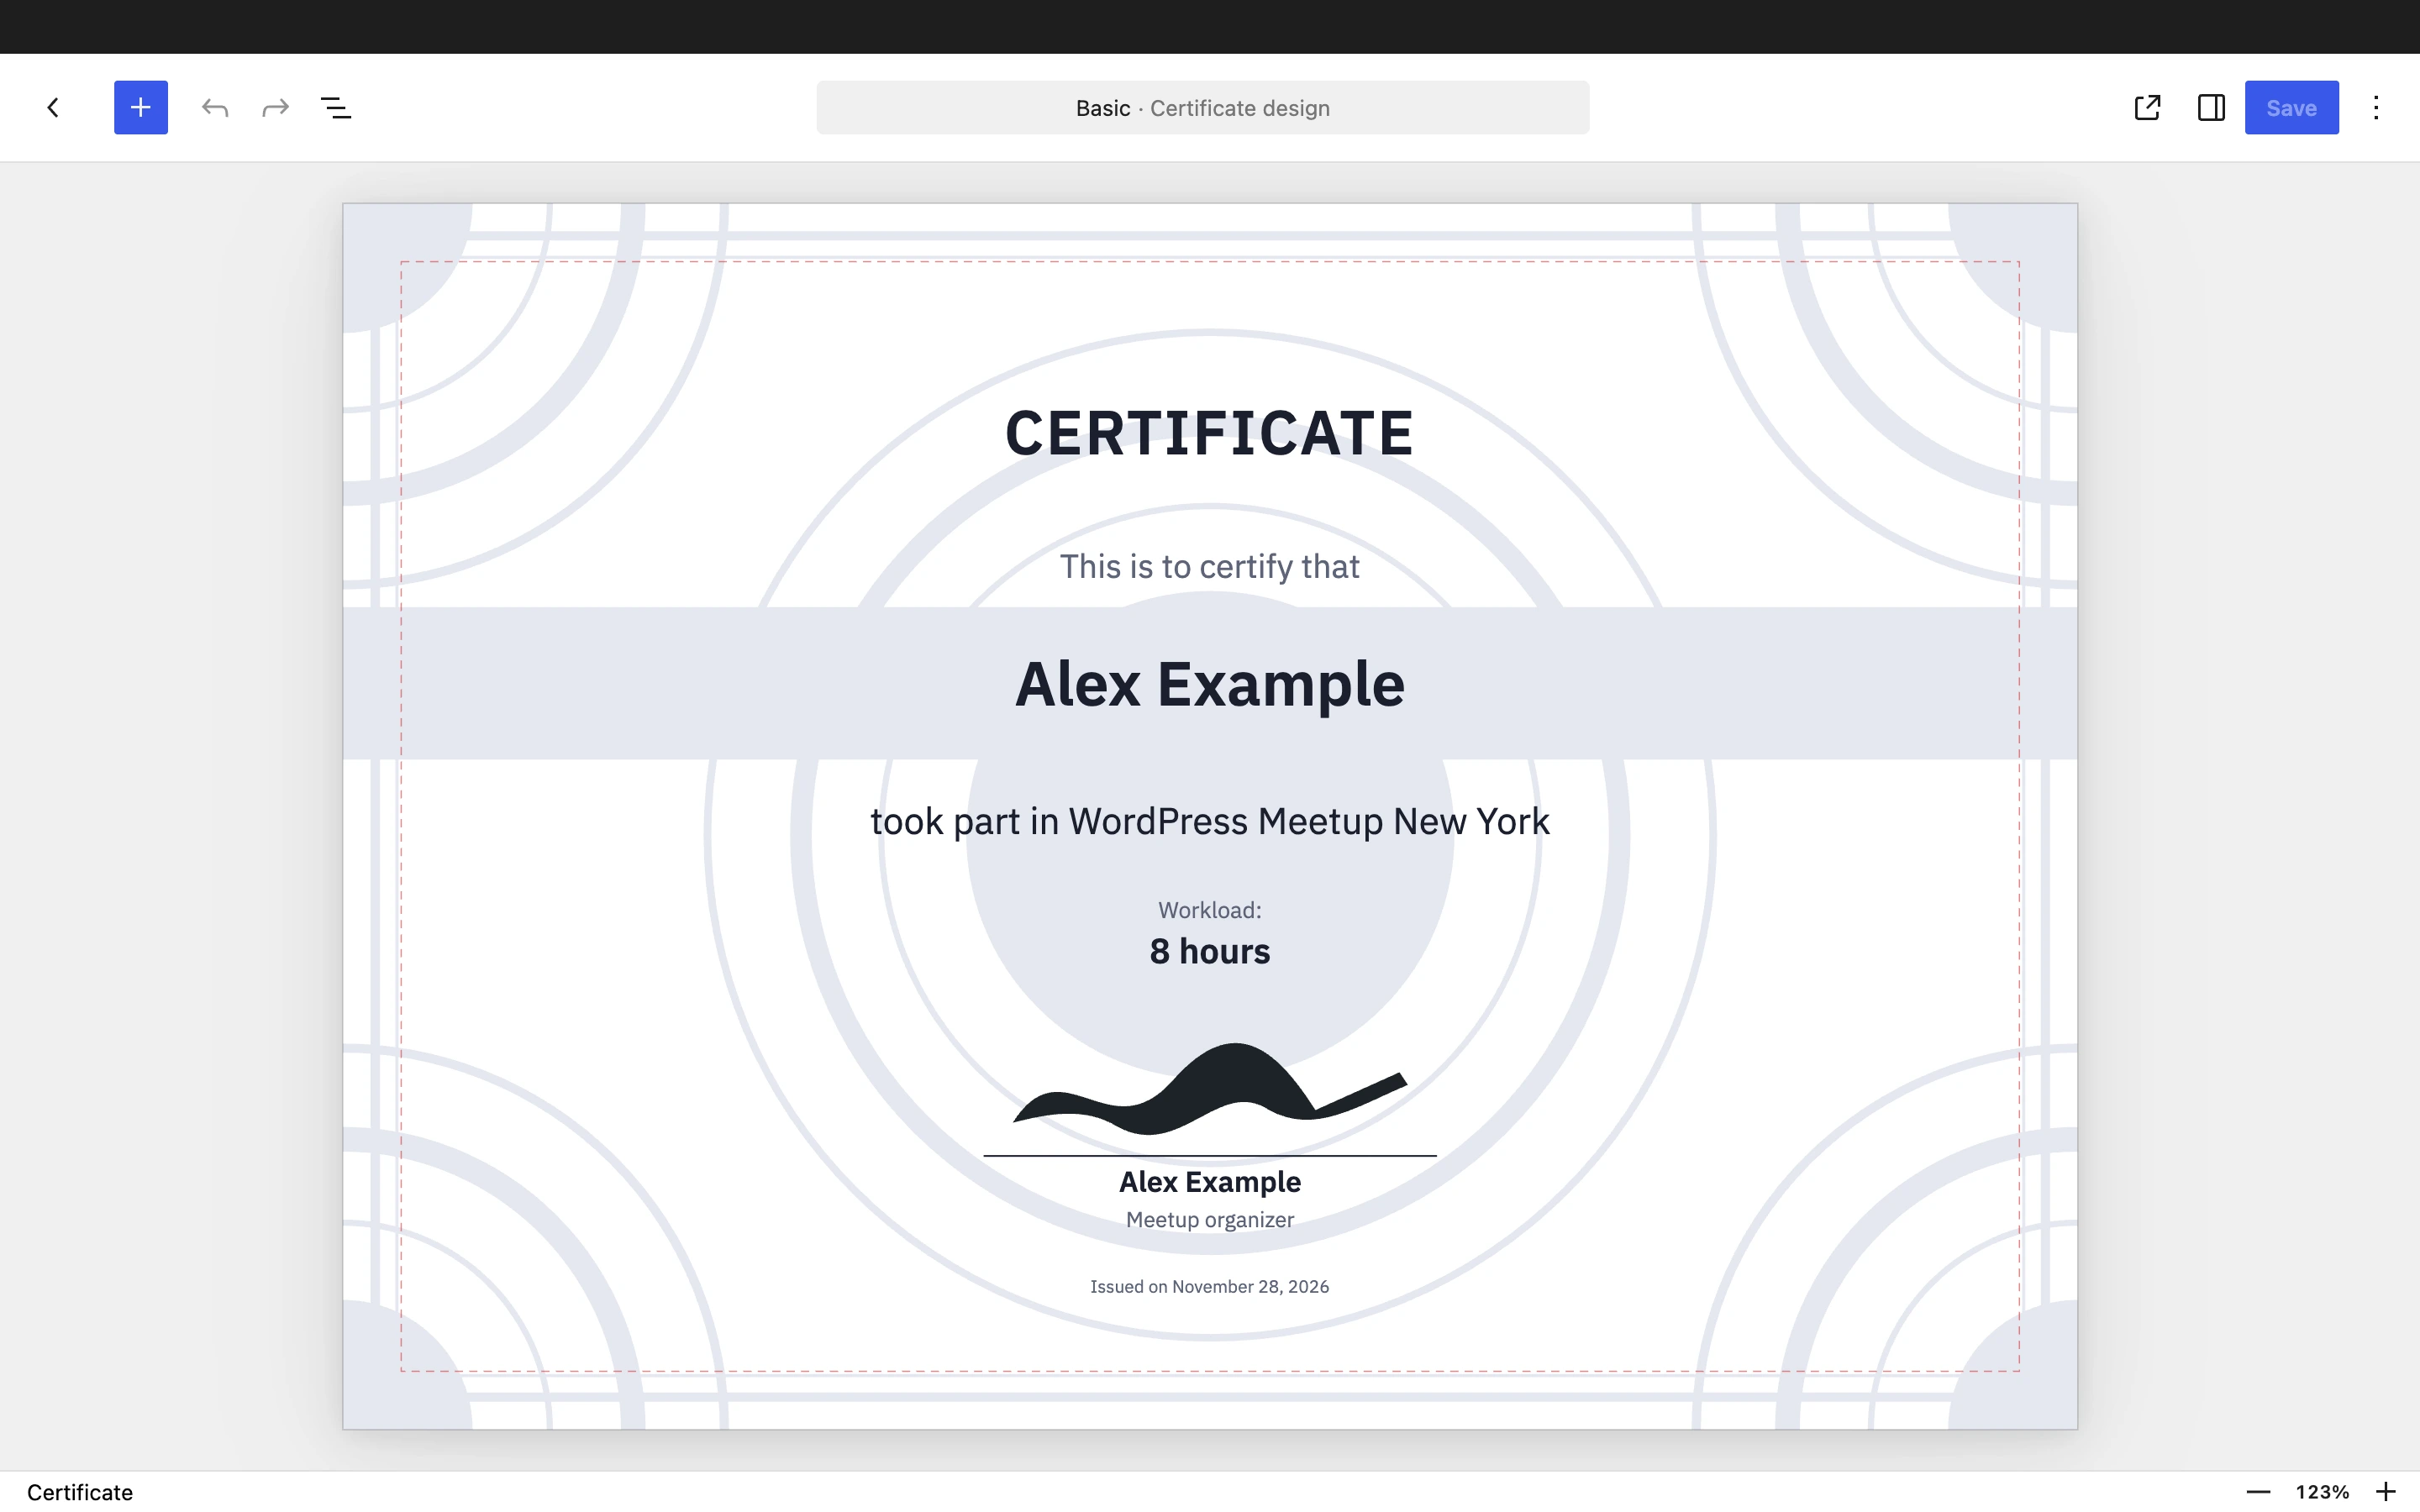 Basic · Certificate design
Save
CERTIFICATE
This is to certify that
Alex Example
took part in WordPress Meetup New York
Workload:
8 hours
Alex Example
Meetup organizer
Issued on November 28, 2026
Certificate
123%